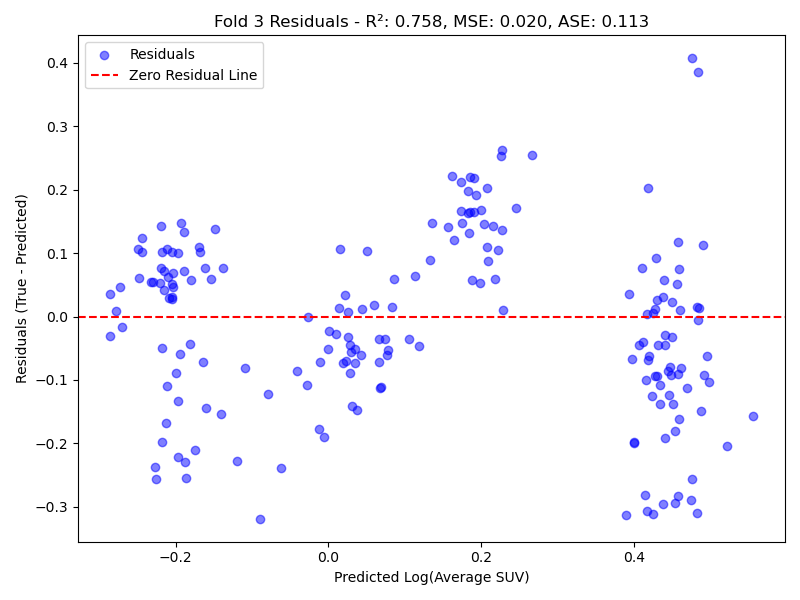 Fold 3 Residuals - R²: 0.758, MSE: 0.020, ASE: 0.113
Residuals
Zero Residual Line
Residuals (True - Predicted)
0.4
0.3
0.2
0.1
0.0
−0.1
−0.2
−0.3
−0.2
0.0
0.2
0.4
Predicted Log(Average SUV)